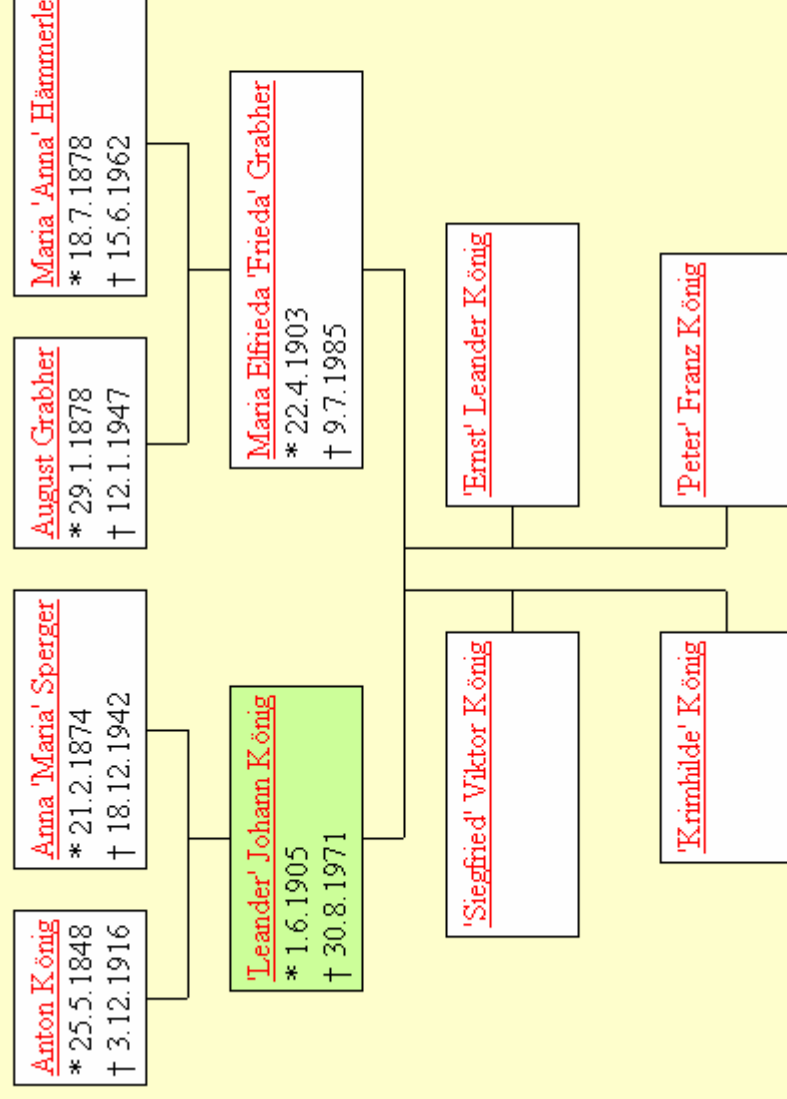 Anton König
* 25.5.1848
† 3.12.1916
Anna 'Maria' Sperger
* 21.2.1874
† 18.12.1942
August Grabher
* 29.1.1878
† 12.1.1947
Maria 'Anna' Hämmerle
* 18.7.1878
† 15.6.1962
'Leander' Johann König
* 1.6.1905
† 30.8.1971
Maria Elfrieda 'Frieda' Grabher
* 22.4.1903
† 9.7.1985
'Siegfried' Viktor König
'Ernst' Leander König
'Krimhilde' König
'Peter' Franz König